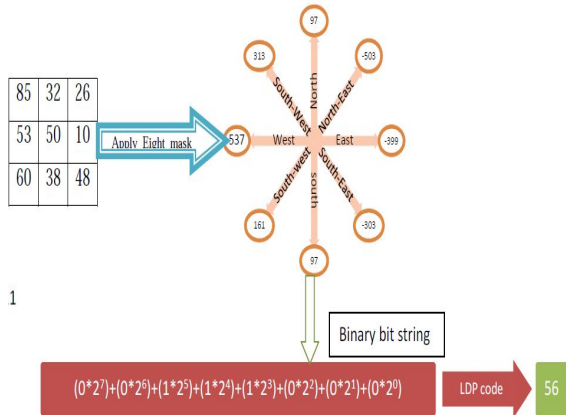 97
313
-503
85 32 26
South-West
North
North-East
53 50 10
Apply Eight mask
537
West
East
-399
60 38 48
South-west
south
South-East
161
-303
97
1
Binary bit string
(0*2⁷)+(0*2⁶)+(1*2⁵)+(1*2⁴)+(1*2³)+(0*2²)+(0*2¹)+(0*2⁰)
LDP code
56